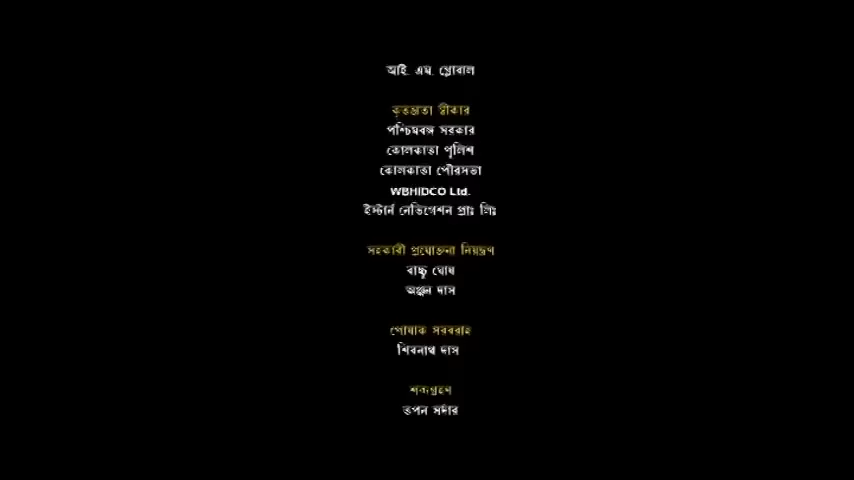 আই. এম. গ্লোবাল
কৃতজ্ঞতা স্বীকার
পশ্চিমবঙ্গ সরকার
কোলকাতা পুলিশ
কোলকাতা পৌরসভা
WBHIDCO Ltd.
ইস্টার্ন নেভিগেশন প্রাঃ লিঃ
সহকারী প্রযোজনা নিয়ন্ত্রণ
বাচ্চু ঘোষ
অঞ্জন দাস
পোষাক সরবরাহ
শিবনাথ দাস
শব্দগ্রহণ
তপন সর্দার